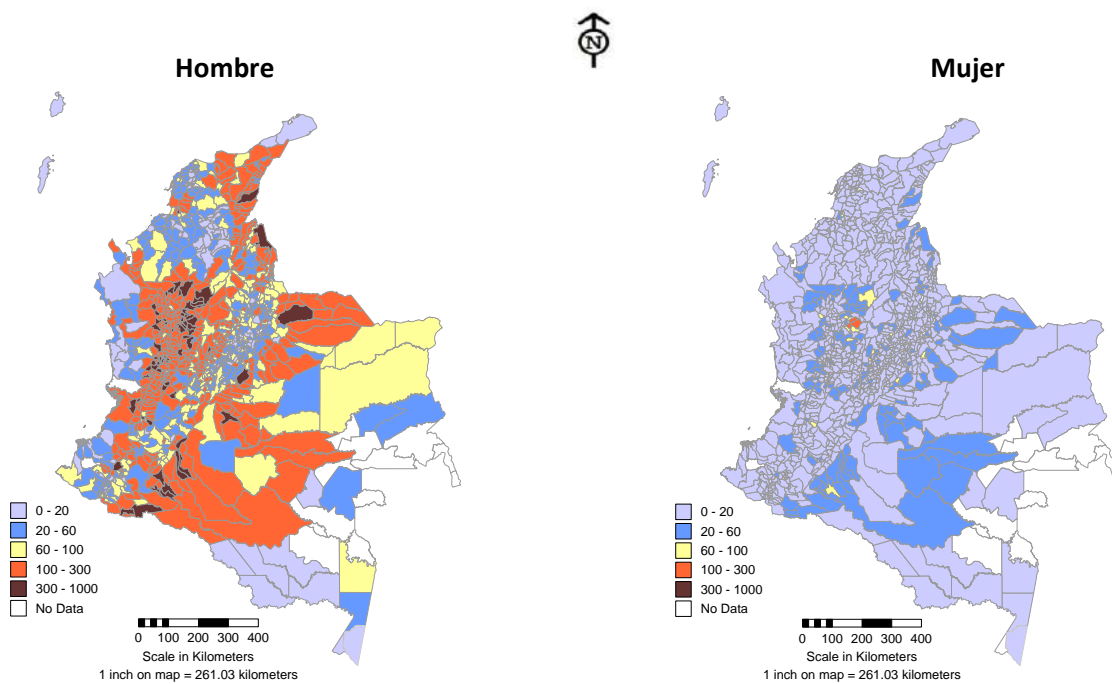 N
Hombre
Mujer
0 - 20
20 - 60
60 - 100
100 - 300
300 - 1000
No Data
0 100 200 300 400
Scale in Kilometers
1 inch on map = 261.03 kilometers
0 - 20
20 - 60
60 - 100
100 - 300
300 - 1000
No Data
0 100 200 300 400
Scale in Kilometers
1 inch on map = 261.03 kilometers